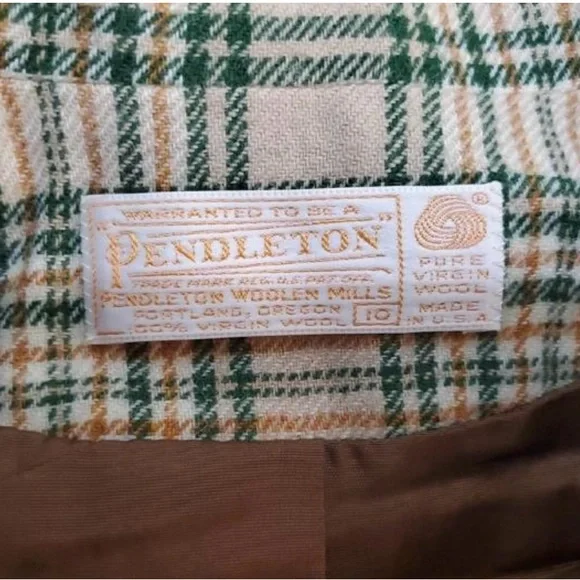 WARRANTED TO BE A
"PENDLETON"
TRADE MARK REG. U.S. PAT. OFF.
PENDLETON WOOLEN MILLS
PORTLAND, OREGON
100% VIRGIN WOOL
10
®
PURE
VIRGIN
WOOL
MADE
IN U.S.A.